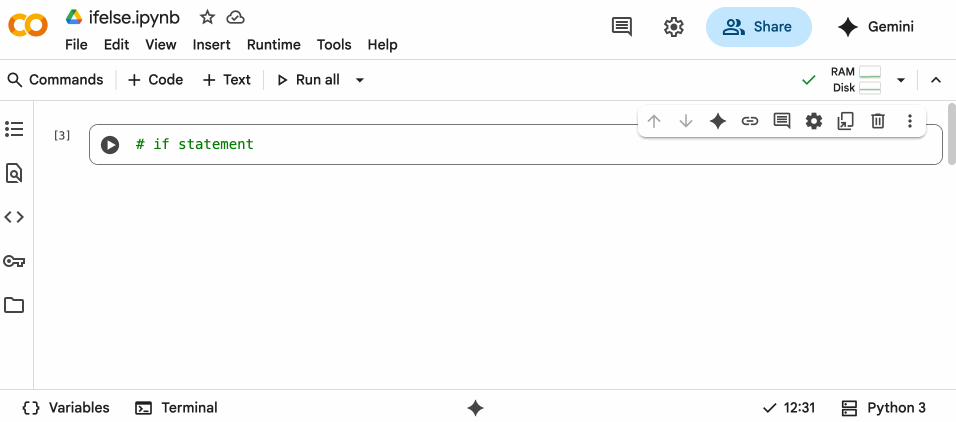 ifelse.ipynb
File Edit View Insert Runtime Tools Help
Share
Gemini
Commands + Code + Text Run all
RAM
Disk
[3]
# if statement
Variables Terminal
12:31 Python 3